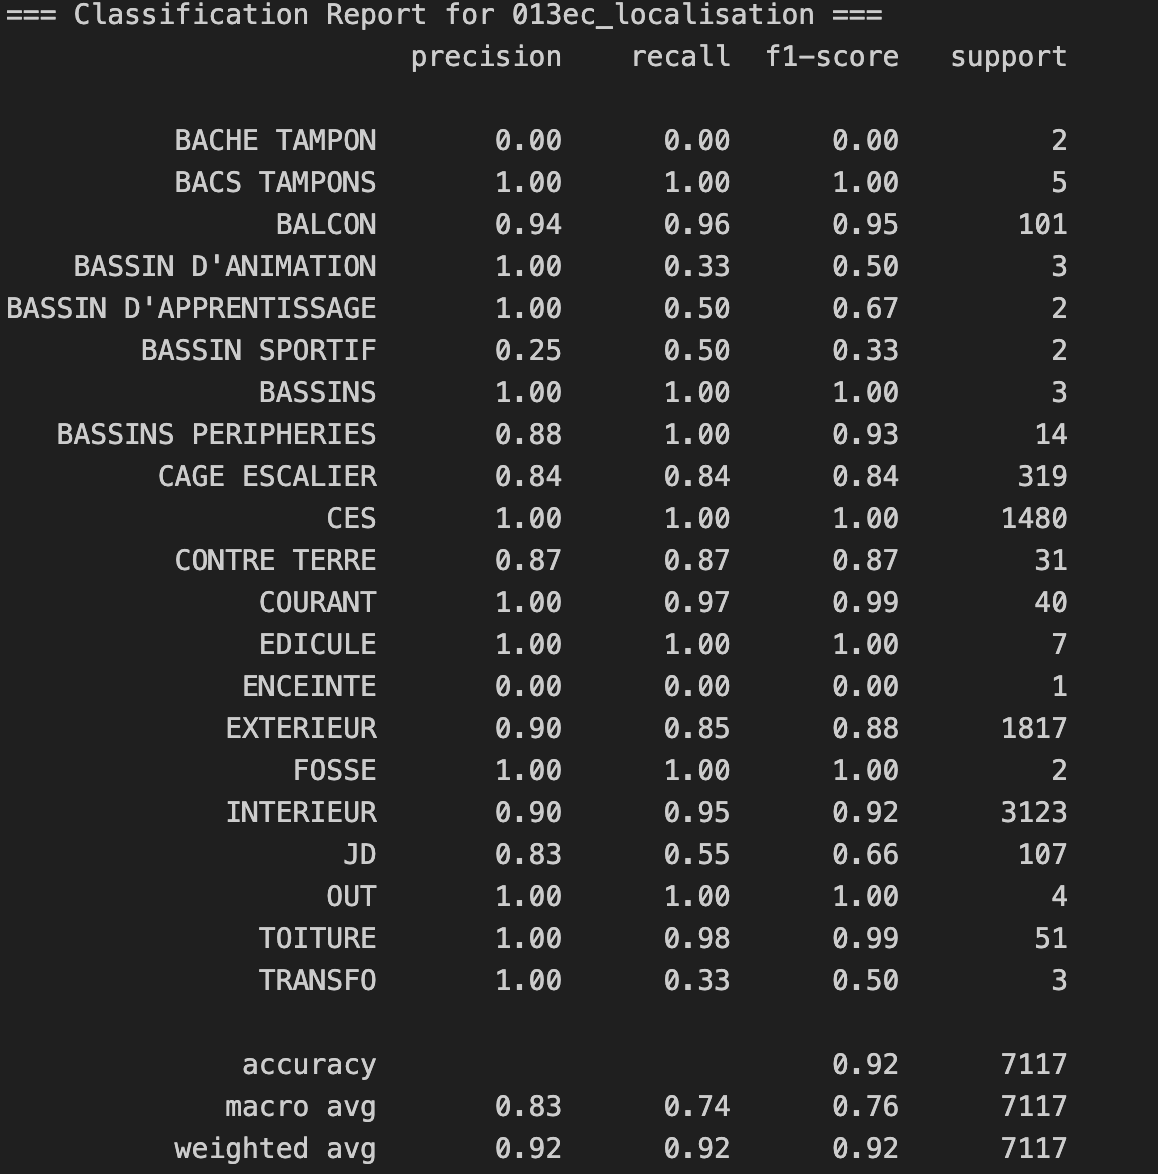 === Classification Report for 013ec_localisation ===
precision recall f1-score support
BACHE TAMPON 0.00 0.00 0.00 2
BACS TAMPONS 1.00 1.00 1.00 5
BALCON 0.94 0.96 0.95 101
BASSIN D'ANIMATION 1.00 0.33 0.50 3
BASSIN D'APPRENTISSAGE 1.00 0.50 0.67 2
BASSIN SPORTIF 0.25 0.50 0.33 2
BASSINS 1.00 1.00 1.00 3
BASSINS PERIPHERIES 0.88 1.00 0.93 14
CAGE ESCALIER 0.84 0.84 0.84 319
CES 1.00 1.00 1.00 1480
CONTRE TERRE 0.87 0.87 0.87 31
COURANT 1.00 0.97 0.99 40
EDICULE 1.00 1.00 1.00 7
ENCEINTE 0.00 0.00 0.00 1
EXTERIEUR 0.90 0.85 0.88 1817
FOSSE 1.00 1.00 1.00 2
INTERIEUR 0.90 0.95 0.92 3123
JD 0.83 0.55 0.66 107
OUT 1.00 1.00 1.00 4
TOITURE 1.00 0.98 0.99 51
TRANSFO 1.00 0.33 0.50 3
accuracy 0.92 7117
macro avg 0.83 0.74 0.76 7117
weighted avg 0.92 0.92 0.92 7117